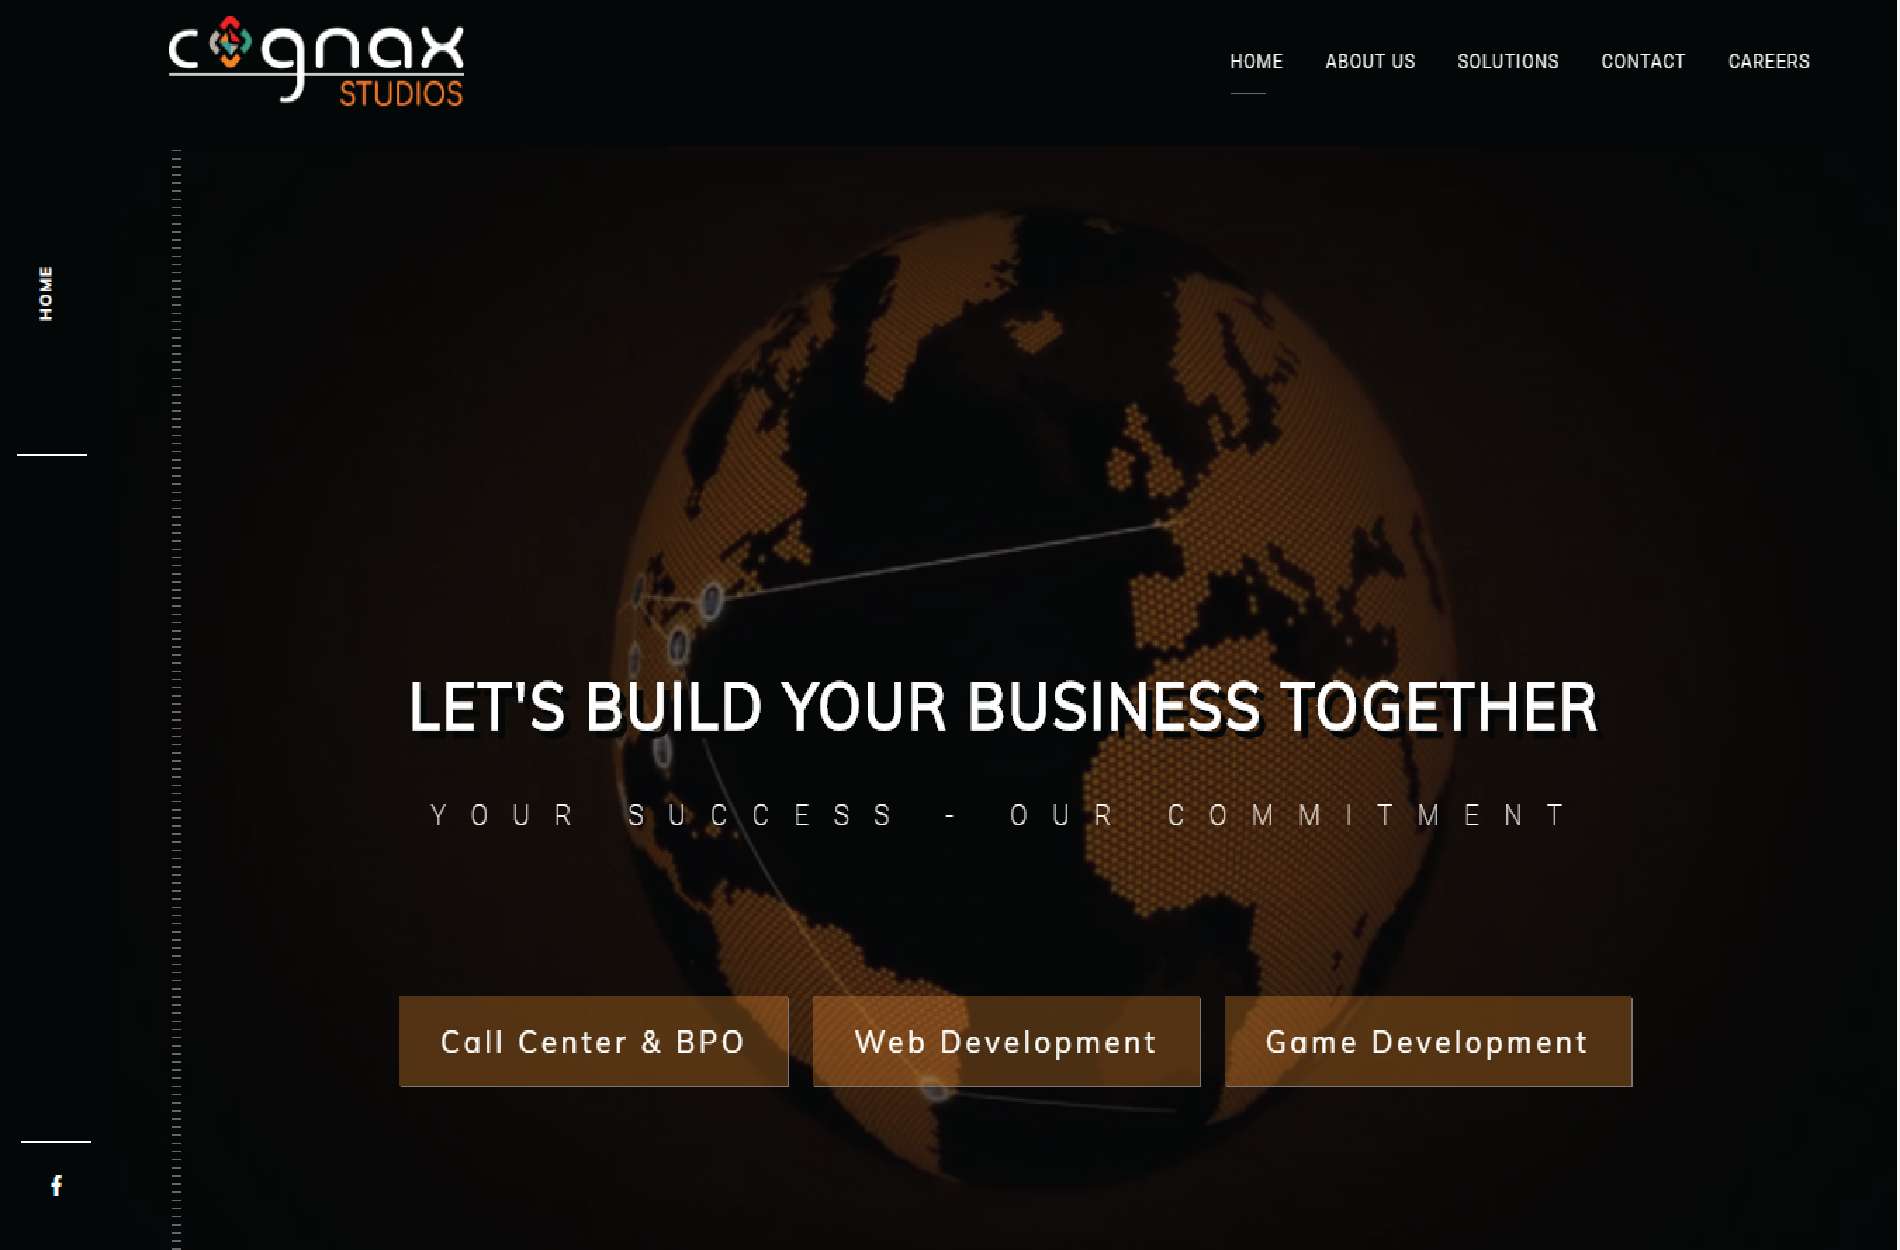 cognax
STUDIOS
HOME ABOUT US SOLUTIONS CONTACT CAREERS
HOME
LET'S BUILD YOUR BUSINESS TOGETHER
YOUR SUCCESS - OUR COMMITMENT
Call Center & BPO
Web Development
Game Development
f